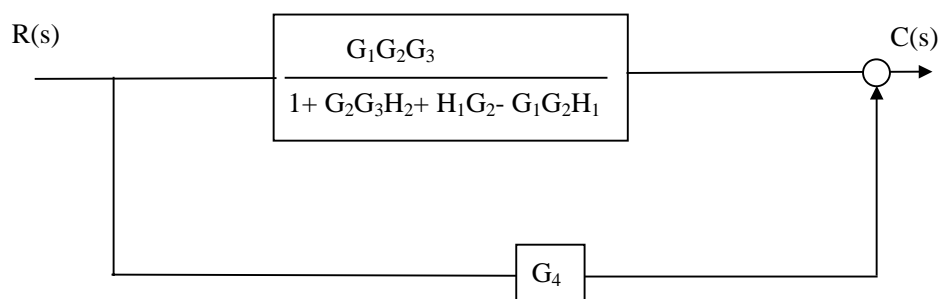 R(s)
C(s)
G₁G₂G₃
1+ G₂G₃H₂+ H₁G₂- G₁G₂H₁
G₄